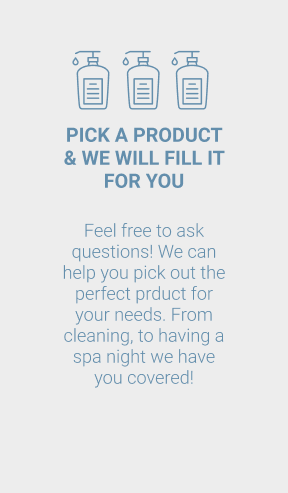 PICK A PRODUCT
& WE WILL FILL IT
FOR YOU
Feel free to ask
questions! We can
help you pick out the
perfect prduct for
your needs. From
cleaning, to having a
spa night we have
you covered!